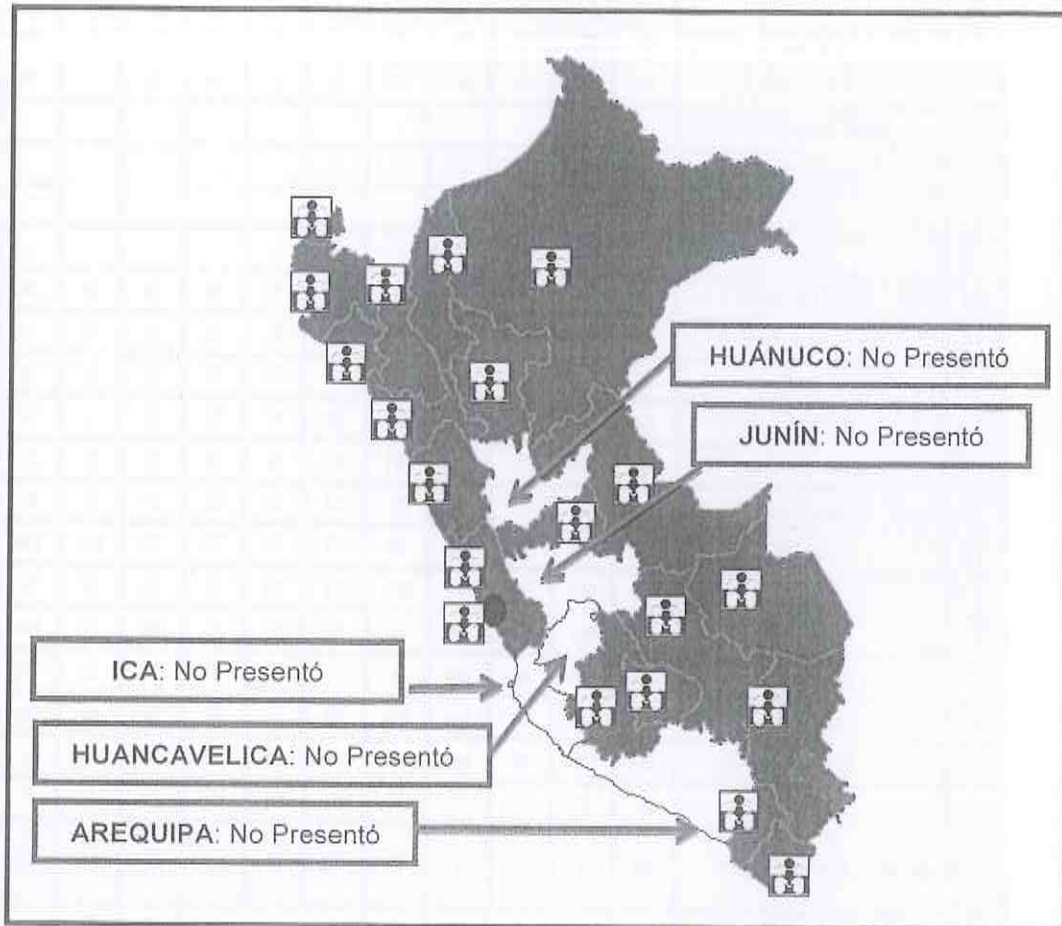 HUÁNUCO: No Presentó
JUNÍN: No Presentó
ICA: No Presentó
HUANCAVELICA: No Presentó
AREQUIPA: No Presentó